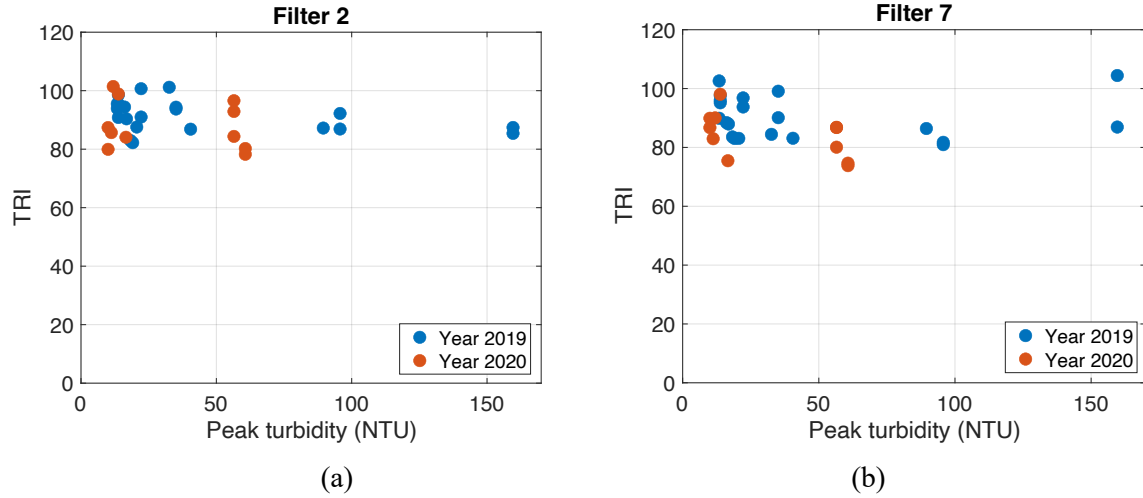 Filter 2
120
100
80
60
40
20
0
TRI
0 50 100 150
Peak turbidity (NTU)
Year 2019
Year 2020
(a)
Filter 7
120
100
80
60
40
20
0
TRI
0 50 100 150
Peak turbidity (NTU)
Year 2019
Year 2020
(b)